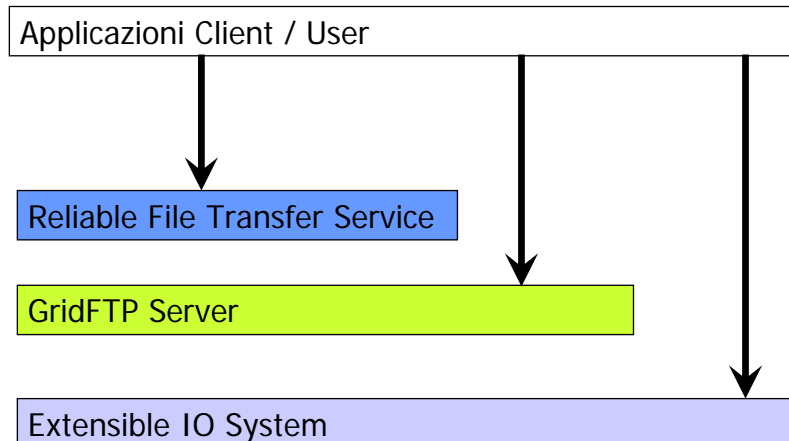 Applicazioni Client / User
Reliable File Transfer Service
GridFTP Server
Extensible IO System